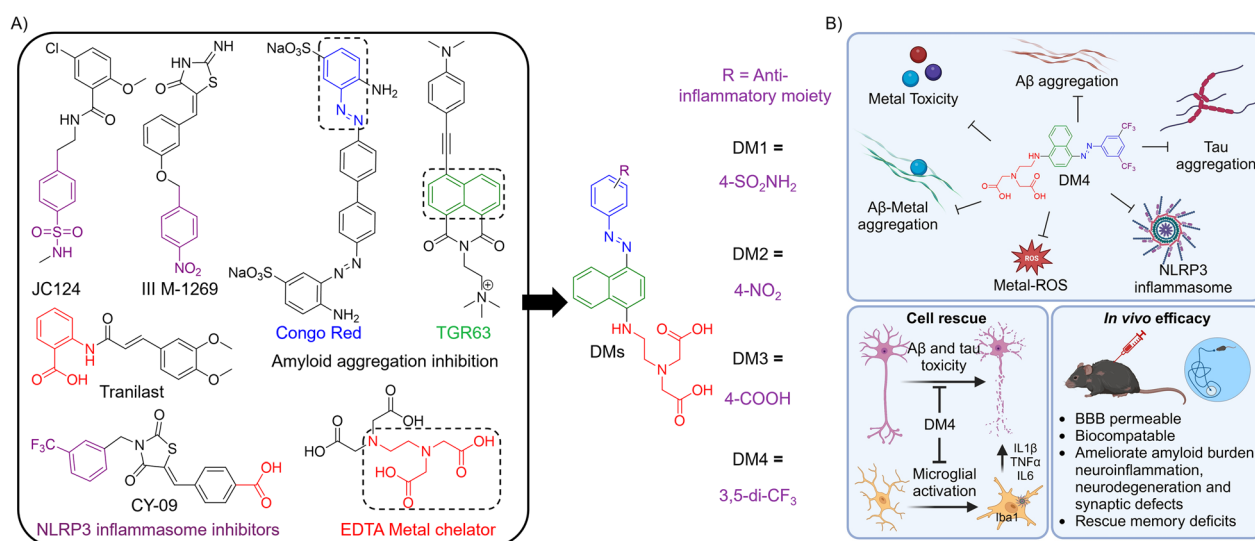 A)
Cl
O
HN
O
O=S=O
HN
JC124
NH
HN
S
O
O
NO₂
III M-1269
O
OH
H
N
O
O
O
Tranilast
F₃C
O
N
S
O
O
OH
CY-09
NLRP3 inflammasome inhibitors
NaO₃S
NH₂
N=N
N=N
NaO₃S
NH₂
Congo Red
N
O
N
O
N⊕
TGR63
Amyloid aggregation inhibition
O
OH
HO
O
N
N
O
OH
HO
O
EDTA Metal chelator
R
N=N
HN
O
OH
N
OH
O
DMs
R = Anti-
inflammatory moiety
DM1 =
4-SO₂NH₂
DM2 =
4-NO₂
DM3 =
4-COOH
DM4 =
3,5-di-CF₃
B)
Metal Toxicity
Aβ aggregation
Tau
aggregation
Aβ-Metal
aggregation
CF₃
N=N
CF₃
HN
N
O
OH
O
OH
DM4
ROS
Metal-ROS
NLRP3
inflammasome
Cell rescue
Aβ and tau
toxicity
DM4
Microglial
activation
IL1β
TNFα
IL6
Iba1
In vivo efficacy
• BBB permeable
• Biocompatable
• Ameliorate amyloid burden,
neuroinflammation,
neurodegeneration and
synaptic defects
• Rescue memory deficits